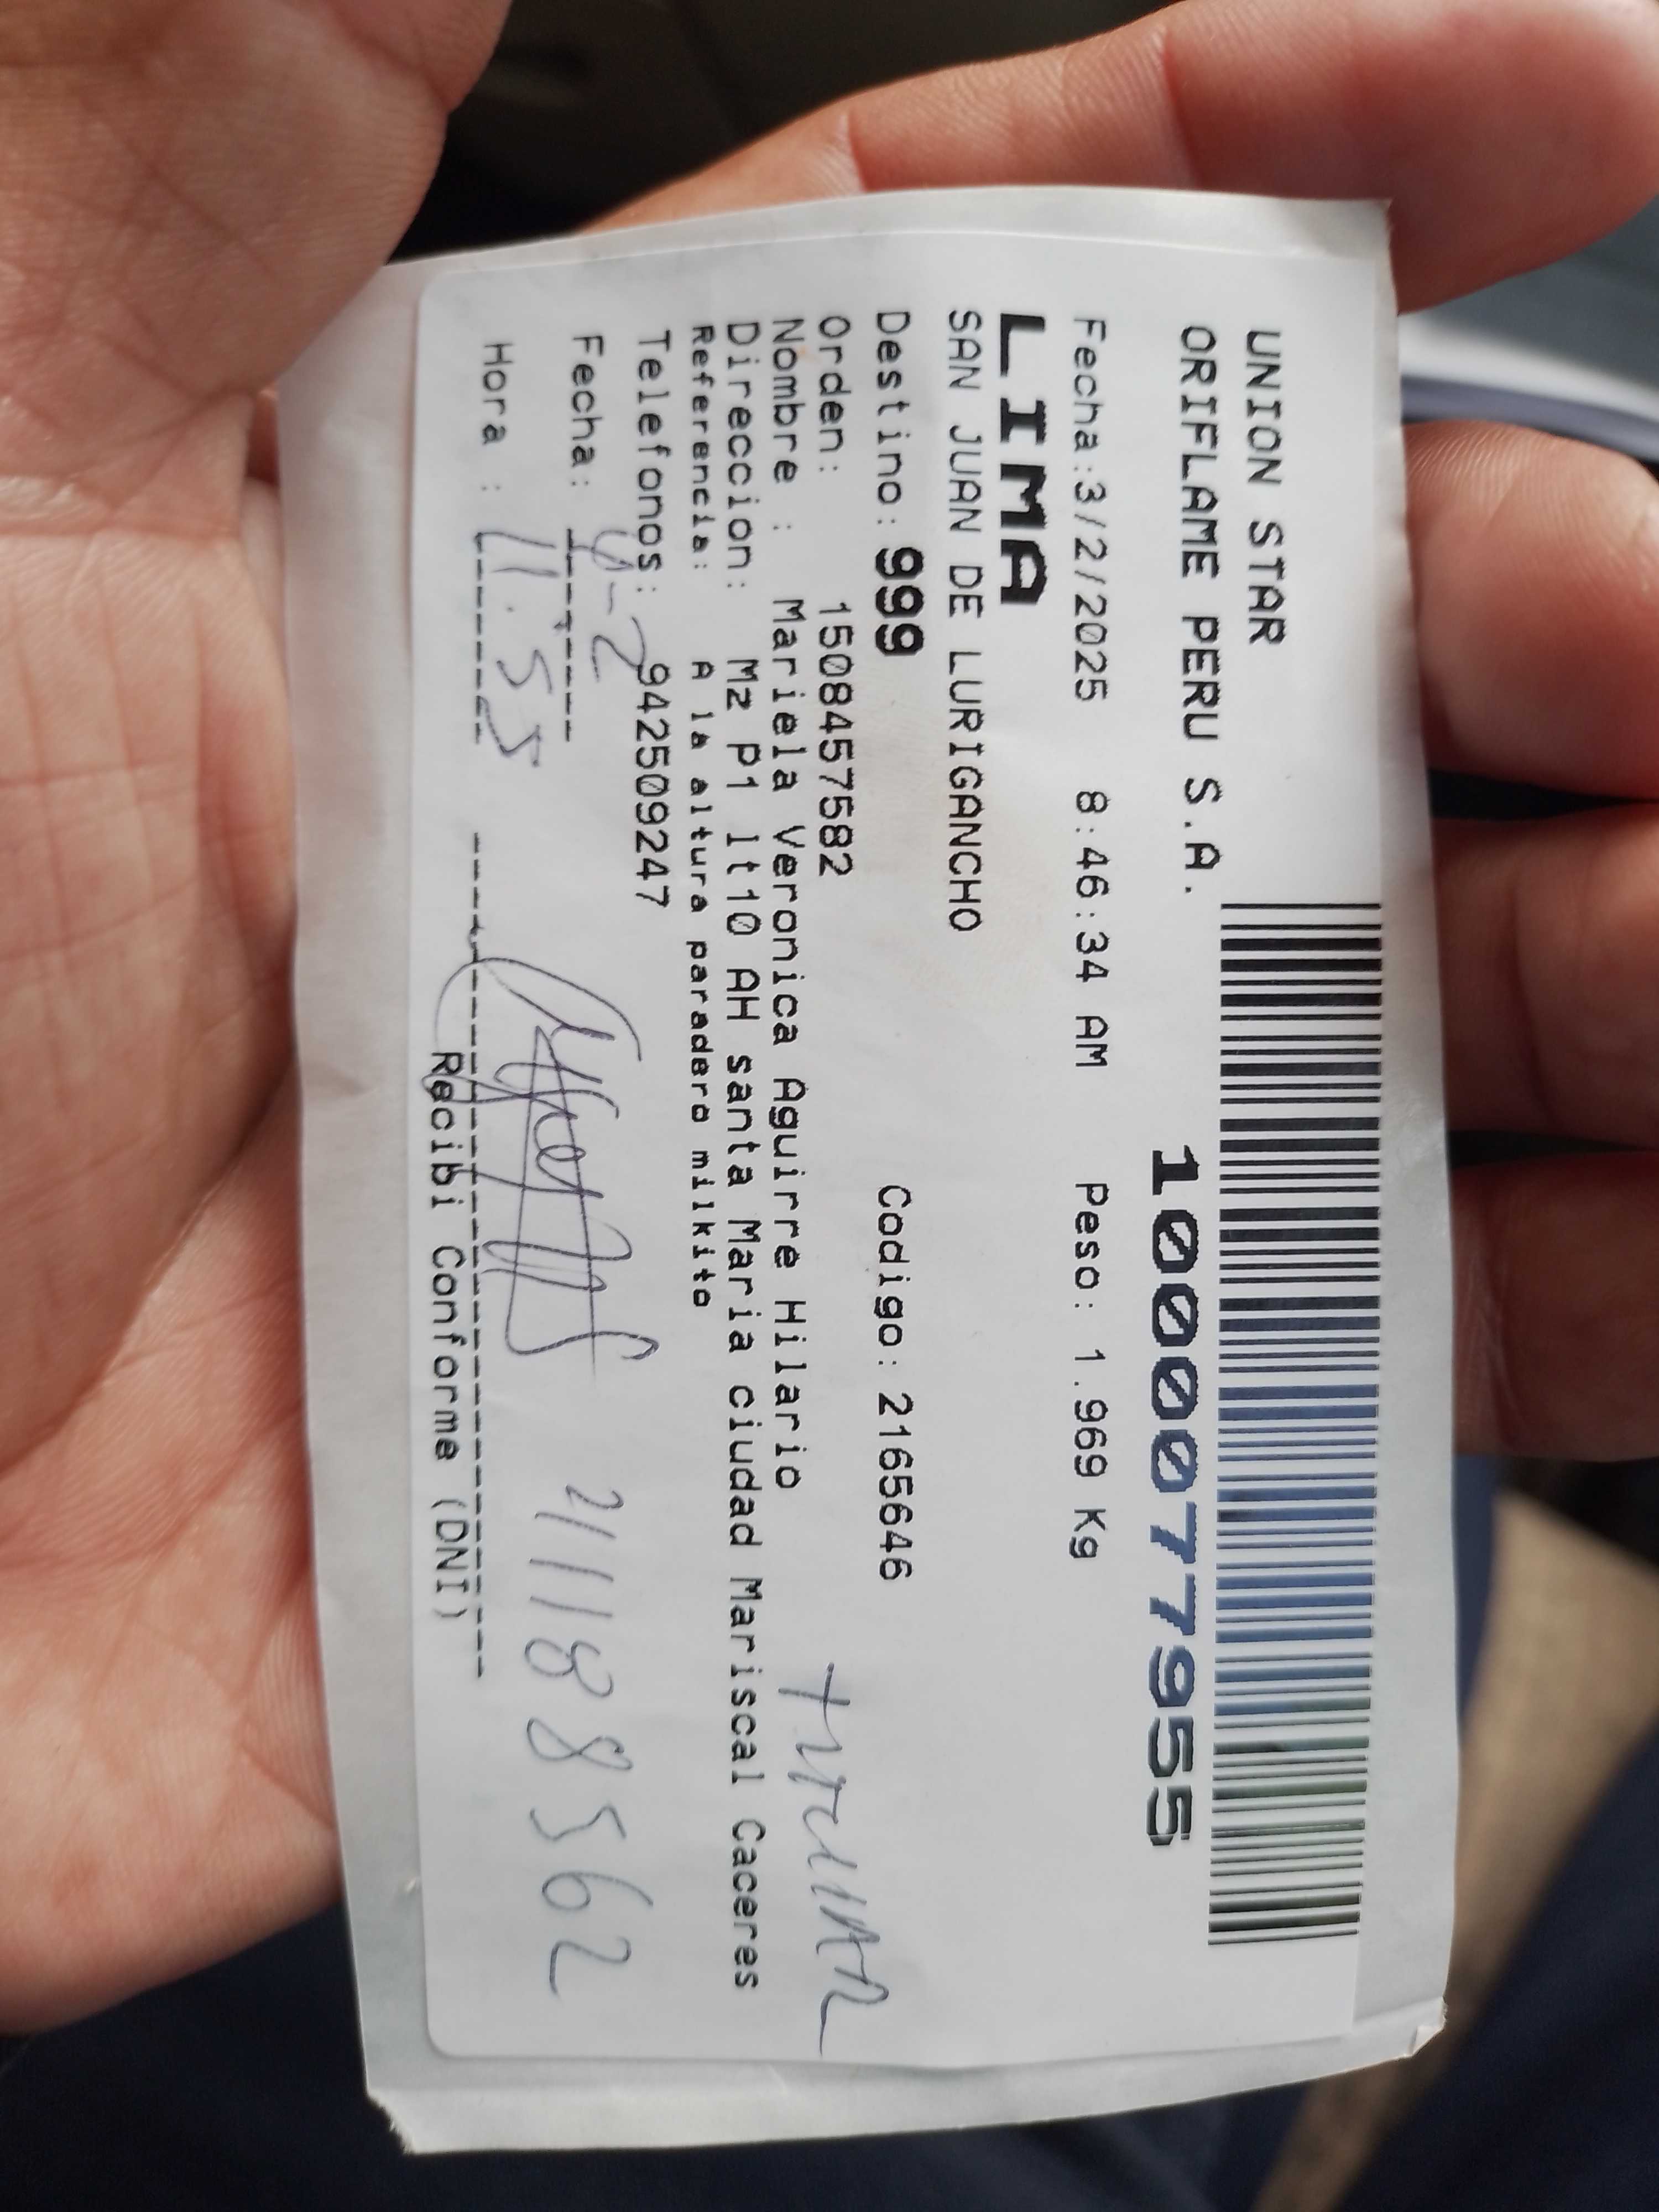 UNION STAR
ORIFLAME PERU S.A.
10000077955
Fecha:3/2/2025 8:46:34 AM Peso: 1.969 Kg
LIMA
SAN JUAN DE LURIGANCHO
Destino: 999 Codigo: 2165646
Orden: 1508457582
Nombre : Mariela Veronica Aguirre Hilario
Direccion: Mz P1 lt10 AH santa Maria ciudad Mariscal Caceres
Referencia: A la altura paradero milkito
Telefonos: 942509247
Fecha: 4-2
Hora : 11.55
41188562
Recibi Conforme (DNI)